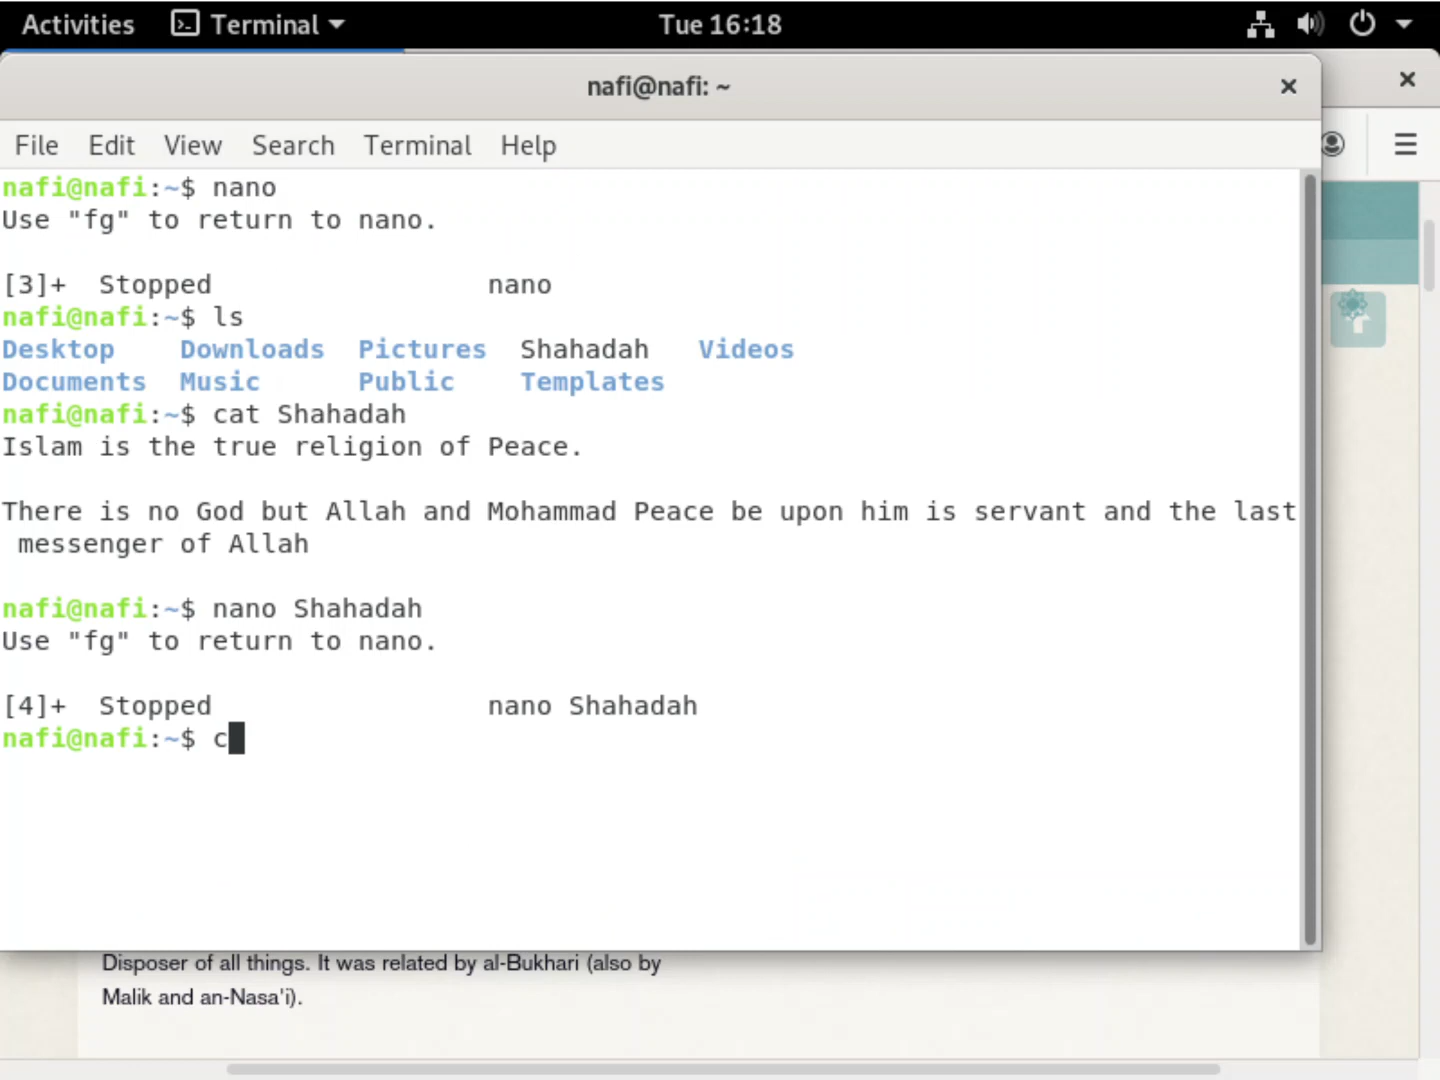 Activities Terminal Tue 16:18
nafi@nafi: ~
File Edit View Search Terminal Help
nafi@nafi:~$ nano
Use "fg" to return to nano.
[3]+  Stopped                 nano
nafi@nafi:~$ ls
Desktop    Downloads  Pictures  Shahadah   Videos
Documents  Music      Public    Templates
nafi@nafi:~$ cat Shahadah
Islam is the true religion of Peace.
There is no God but Allah and Mohammad Peace be upon him is servant and the last
 messenger of Allah
nafi@nafi:~$ nano Shahadah
Use "fg" to return to nano.
[4]+  Stopped                 nano Shahadah
nafi@nafi:~$ c
Disposer of all things. It was related by al-Bukhari (also by
Malik and an-Nasa'i).